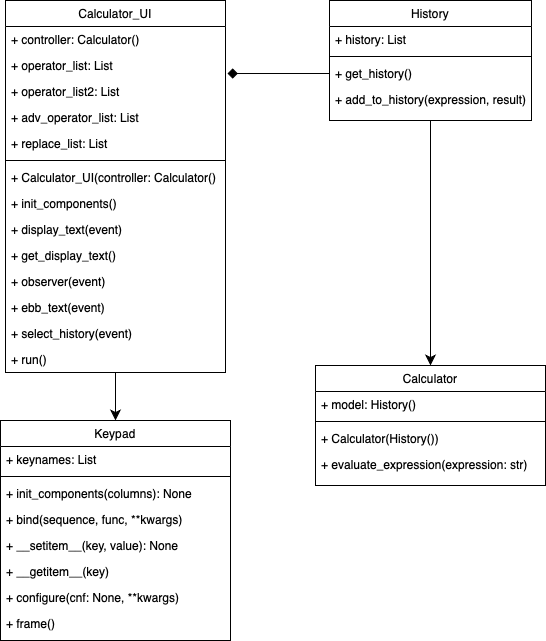 Calculator_UI
+ controller: Calculator()
+ operator_list: List
+ operator_list2: List
+ adv_operator_list: List
+ replace_list: List
+ Calculator_UI(controller: Calculator()
+ init_components()
+ display_text(event)
+ get_display_text()
+ observer(event)
+ ebb_text(event)
+ select_history(event)
+ run()
History
+ history: List
+ get_history()
+ add_to_history(expression, result)
Keypad
+ keynames: List
+ init_components(columns): None
+ bind(sequence, func, **kwargs)
+ __setitem__(key, value): None
+ __getitem__(key)
+ configure(cnf: None, **kwargs)
+ frame()
Calculator
+ model: History()
+ Calculator(History())
+ evaluate_expression(expression: str)